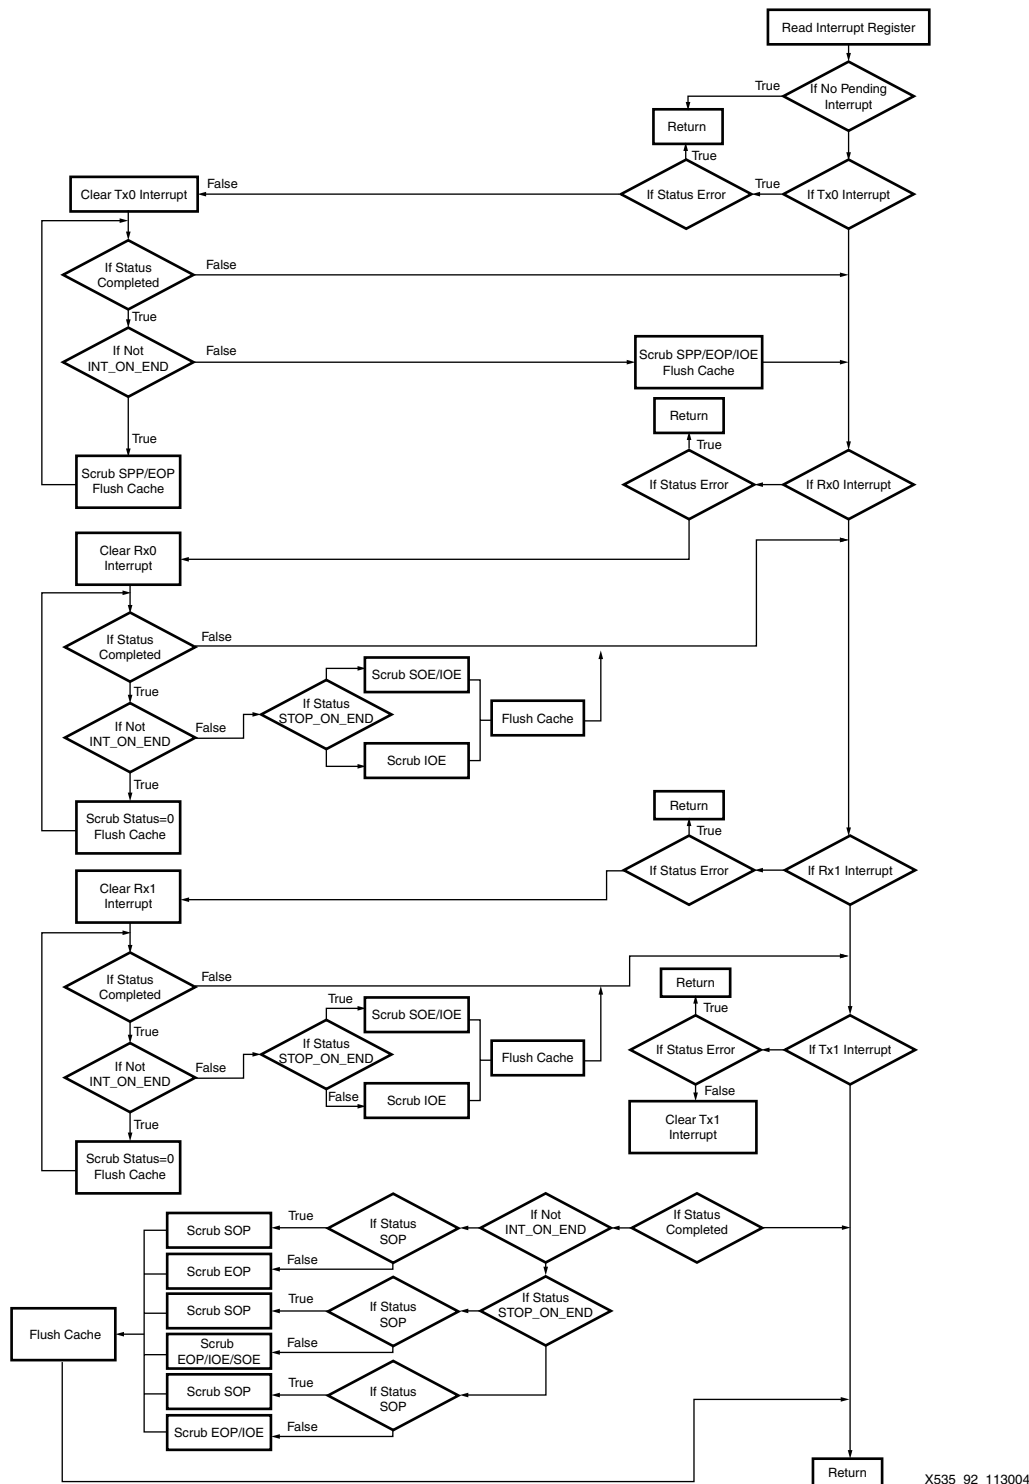 Read Interrupt Register
If No Pending
Interrupt
True
Return
True
If Tx0 Interrupt
True
If Status Error
False
Clear Tx0 Interrupt
If Status
Completed
False
True
If Not
INT_ON_END
False
Scrub SPP/EOP/IOE
Flush Cache
True
Scrub SPP/EOP
Flush Cache
Return
True
If Status Error
If Rx0 Interrupt
Clear Rx0
Interrupt
If Status
Completed
False
True
If Not
INT_ON_END
False
If Status
STOP_ON_END
Scrub SOE/IOE
Scrub IOE
Flush Cache
True
Scrub Status=0
Flush Cache
Return
True
If Status Error
If Rx1 Interrupt
Clear Rx1
Interrupt
If Status
Completed
False
True
If Not
INT_ON_END
False
If Status
STOP_ON_END
True
Scrub SOE/IOE
False
Scrub IOE
Flush Cache
True
Scrub Status=0
Flush Cache
Return
True
If Status Error
If Tx1 Interrupt
False
Clear Tx1
Interrupt
If Status
Completed
If Not
INT_ON_END
If Status
SOP
True
Scrub SOP
False
Scrub EOP
If Status
STOP_ON_END
If Status
SOP
True
Scrub SOP
False
Scrub
EOP/IOE/SOE
Flush Cache
If Status
SOP
True
Scrub SOP
False
Scrub EOP/IOE
Return
X535_92_113004